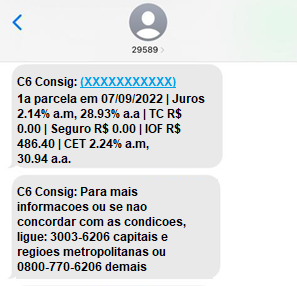 29589
C6 Consig: (XXXXXXXXXXX)
1a parcela em 07/09/2022 | Juros
2.14% a.m, 28.93% a.a | TC R$
0.00 | Seguro R$ 0.00 | IOF R$
486.40 | CET 2.24% a.m,
30.94 a.a.
C6 Consig: Para mais
informacoes ou se nao
concordar com as condicoes,
ligue: 3003-6206 capitais e
regioes metropolitanas ou
0800-770-6206 demais